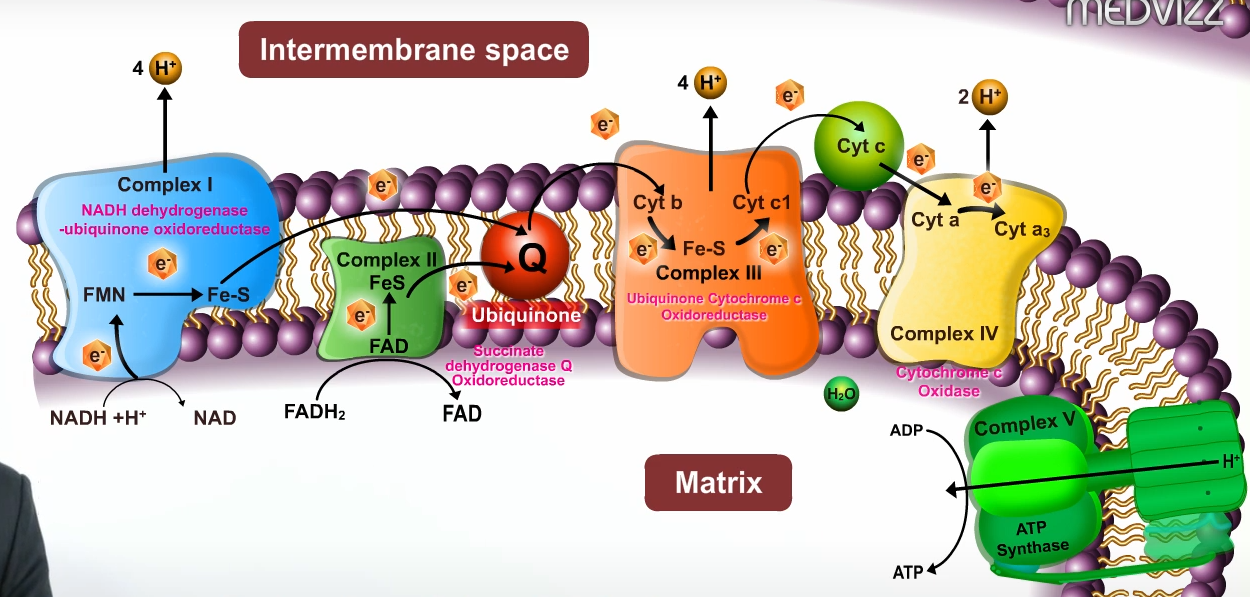 MEDVIZZ
Intermembrane space
4 H+
4 H+
2 H+
e-
e-
e-
e-
e-
e-
e-
e-
e-
e-
e-
e-
Complex I
NADH dehydrogenase
-ubiquinone oxidoreductase
FMN
Fe-S
NADH +H+
NAD
Complex II
FeS
FAD
Succinate
dehydrogenase Q
Oxidoreductase
FADH₂
FAD
Q
Ubiquinone
Cyt b
Cyt c1
Fe-S
Complex III
Ubiquinone Cytochrome c
Oxidoreductase
Cyt c
Cyt a
Cyt a₃
Complex IV
Cytochrome c
Oxidase
H₂O
Matrix
ADP
ATP
Complex V
ATP
Synthase
H+